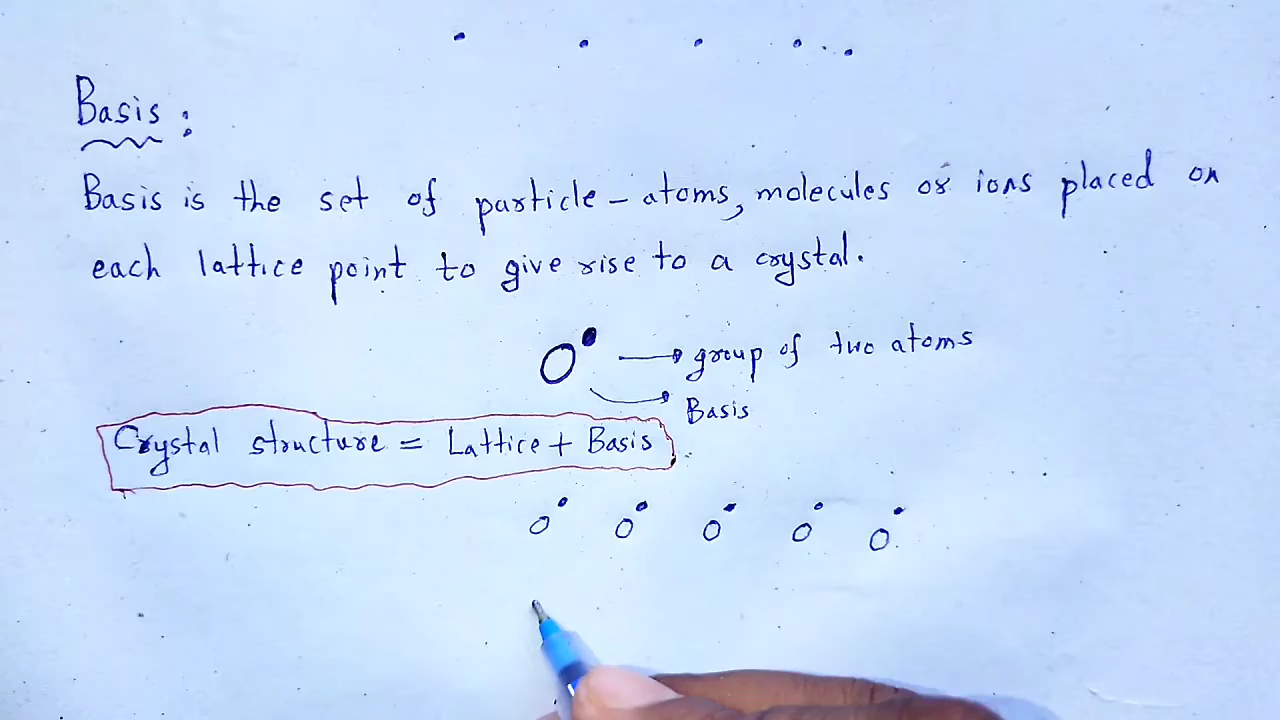 Basis :
Basis is the set of particle - atoms, molecules or ions placed on
each lattice point to give rise to a crystal.
→ group of two atoms
→ Basis
Crystal structure = Lattice + Basis